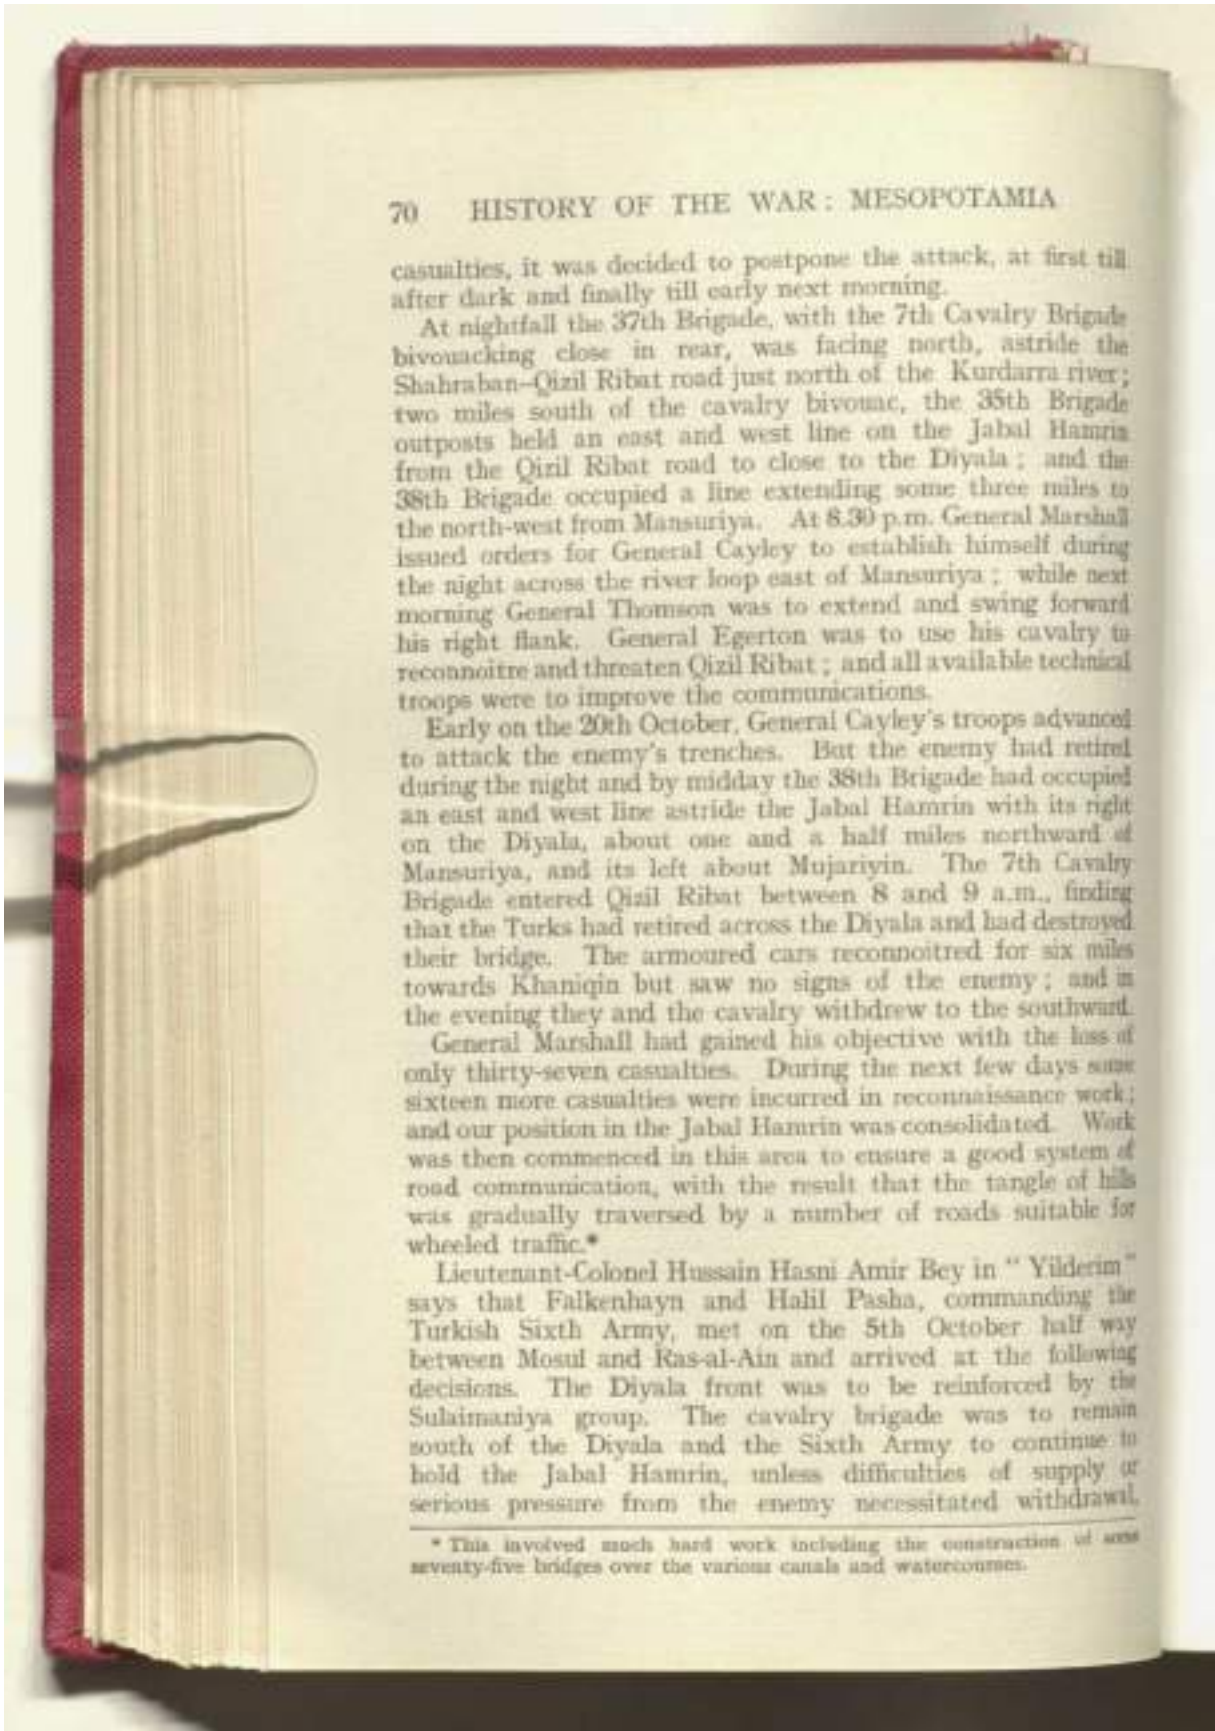 70 HISTORY OF THE WAR: MESOPOTAMIA
casualties, it was decided to postpone the attack, at first till
after dark and finally till early next morning.
At nightfall the 37th Brigade, with the 7th Cavalry Brigade
bivouacking close in rear, was facing north, astride the
Shahraban–Qizil Ribat road just north of the Kurdarra river;
two miles south of the cavalry bivouac, the 35th Brigade
outposts held an east and west line on the Jabal Hamrin
from the Qizil Ribat road to close to the Diyala; and the
38th Brigade occupied a line extending some three miles to
the north-west from Mansuriya. At 8.30 p.m. General Marshall
issued orders for General Cayley to establish himself during
the night across the river loop east of Mansuriya; while next
morning General Thomson was to extend and swing forward
his right flank. General Egerton was to use his cavalry to
reconnoitre and threaten Qizil Ribat; and all available technical
troops were to improve the communications.
Early on the 20th October, General Cayley's troops advanced
to attack the enemy's trenches. But the enemy had retired
during the night and by midday the 38th Brigade had occupied
an east and west line astride the Jabal Hamrin with its right
on the Diyala, about one and a half miles northward of
Mansuriya, and its left about Mujariyin. The 7th Cavalry
Brigade entered Qizil Ribat between 8 and 9 a.m., finding
that the Turks had retired across the Diyala and had destroyed
their bridge. The armoured cars reconnoitred for six miles
towards Khaniqin but saw no signs of the enemy; and in
the evening they and the cavalry withdrew to the southward.
General Marshall had gained his objective with the loss of
only thirty-seven casualties. During the next few days some
sixteen more casualties were incurred in reconnaissance work;
and our position in the Jabal Hamrin was consolidated. Work
was then commenced in this area to ensure a good system of
road communication, with the result that the tangle of hills
was gradually traversed by a number of roads suitable for
wheeled traffic.*
Lieutenant-Colonel Hussain Hasni Amir Bey in "Yilderim"
says that Falkenhayn and Halil Pasha, commanding the
Turkish Sixth Army, met on the 5th October half way
between Mosul and Ras-al-Ain and arrived at the following
decisions. The Diyala front was to be reinforced by the
Sulaimaniya group. The cavalry brigade was to remain
south of the Diyala and the Sixth Army to continue to
hold the Jabal Hamrin, unless difficulties of supply or
serious pressure from the enemy necessitated withdrawal.
* This involved much hard work including the construction of some
seventy-five bridges over the various canals and watercourses.